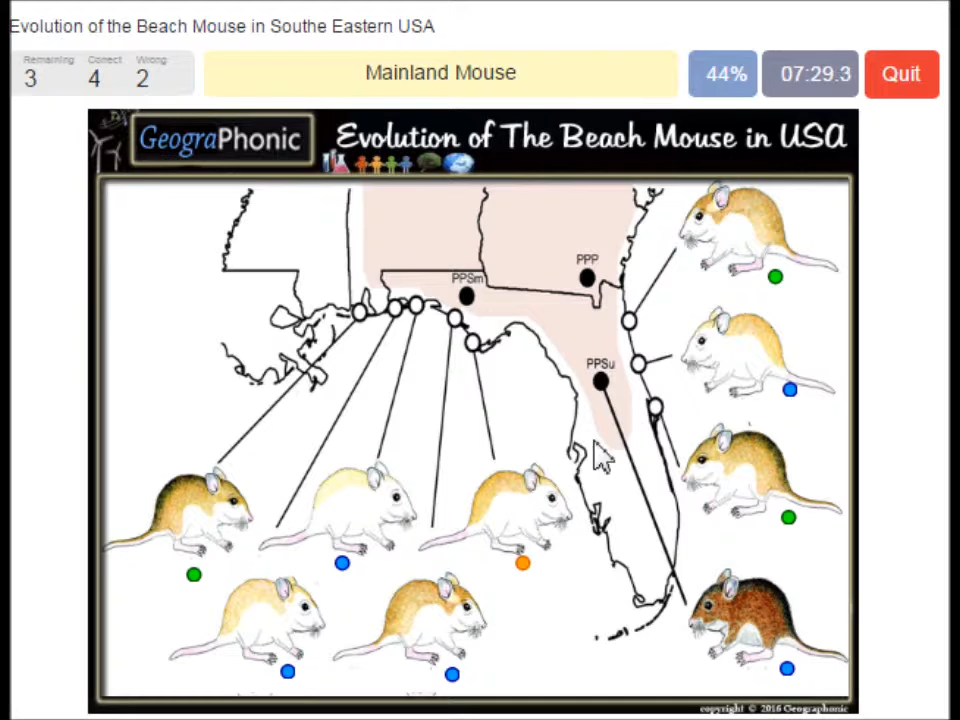 Evolution of the Beach Mouse in Southe Eastern USA
Remaining Correct Wrong
3 4 2
Mainland Mouse
44%
07:29.3
Quit
GeograPhonic
Evolution of The Beach Mouse in USA
PPP
PPSm
PPSu
copyright © 2016 Geographonic